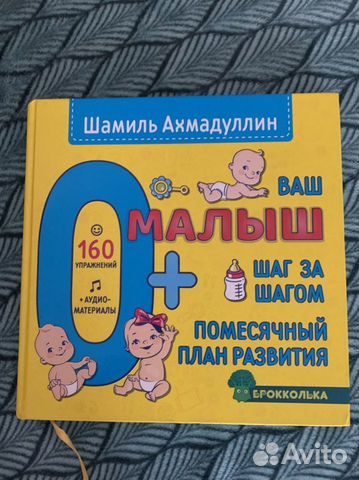 Шамиль Ахмадуллин
0+
ВАШ
МАЛЫШ
160
УПРАЖНЕНИЙ
+ АУДИО-
МАТЕРИАЛЫ
ШАГ ЗА
ШАГОМ
ПОМЕСЯЧНЫЙ
ПЛАН РАЗВИТИЯ
БРОККОЛЬКА
Avito